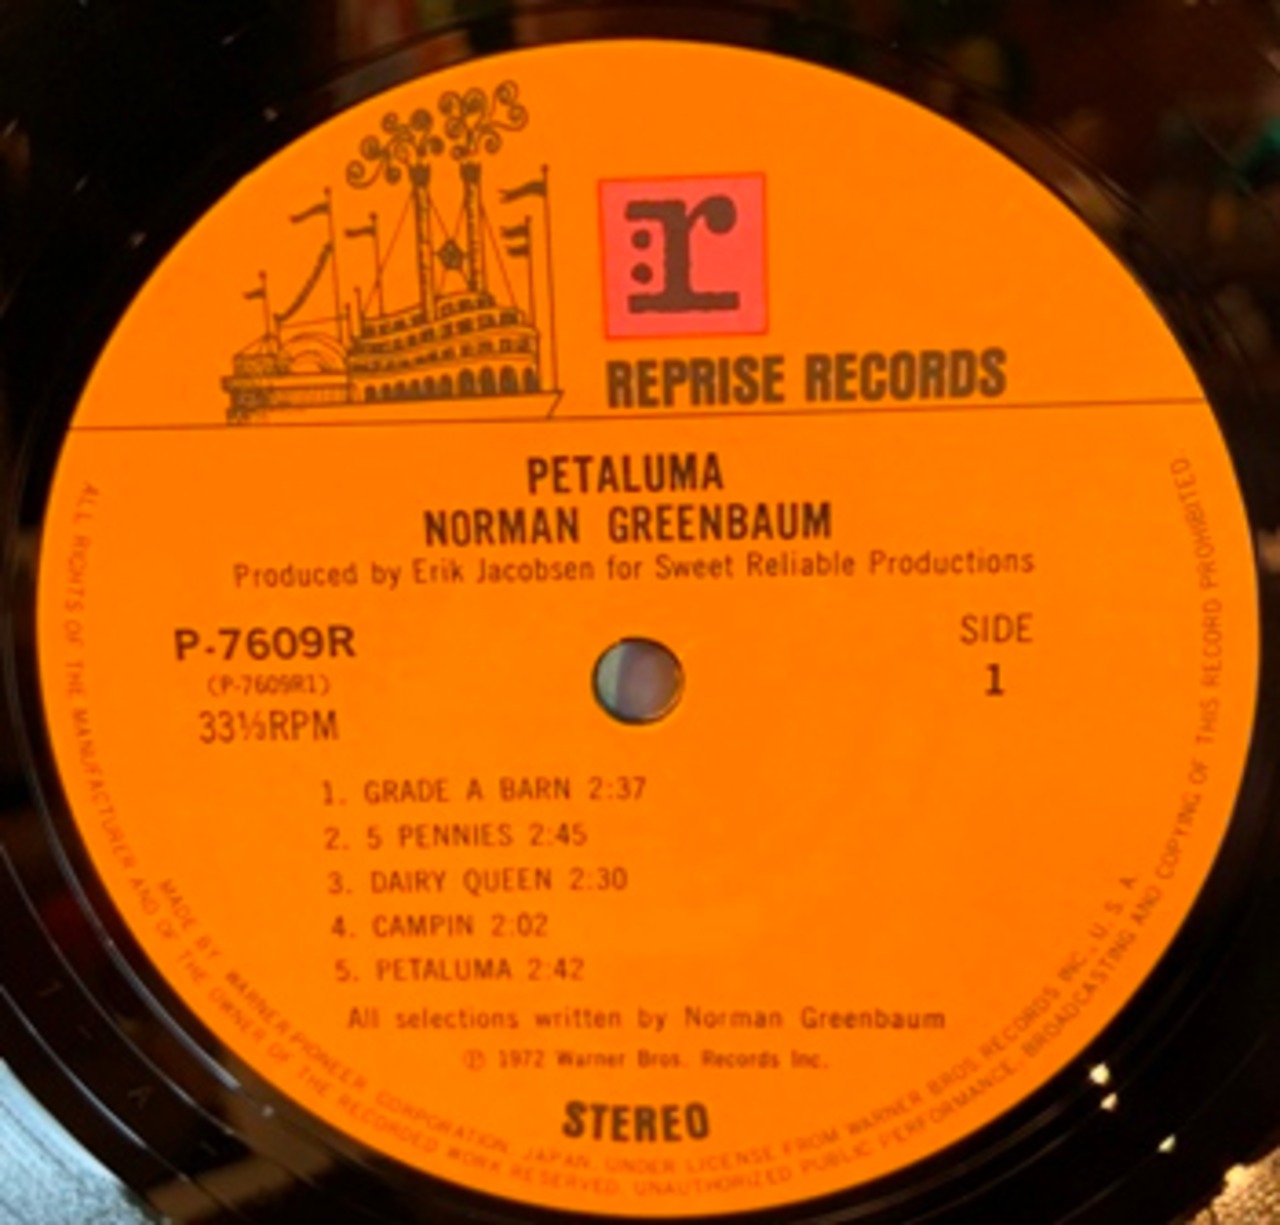 :r
REPRISE RECORDS
PETALUMA
NORMAN GREENBAUM
Produced by Erik Jacobsen for Sweet Reliable Productions
P-7609R
(P-7609R1)
33⅓RPM
SIDE
1
1. GRADE A BARN 2:37
2. 5 PENNIES 2:45
3. DAIRY QUEEN 2:30
4. CAMPIN 2:02
5. PETALUMA 2:42
All selections written by Norman Greenbaum
℗ 1972 Warner Bros. Records Inc.
STEREO
MADE BY WARNER-PIONEER CORPORATION, JAPAN, UNDER LICENSE FROM WARNER BROS. RECORDS INC., U. S. A.
ALL RIGHTS OF THE MANUFACTURER AND OF THE OWNER OF THE RECORDED WORK RESERVED. UNAUTHORIZED PUBLIC PERFORMANCE, BROADCASTING AND COPYING OF THIS RECORD PROHIBITED